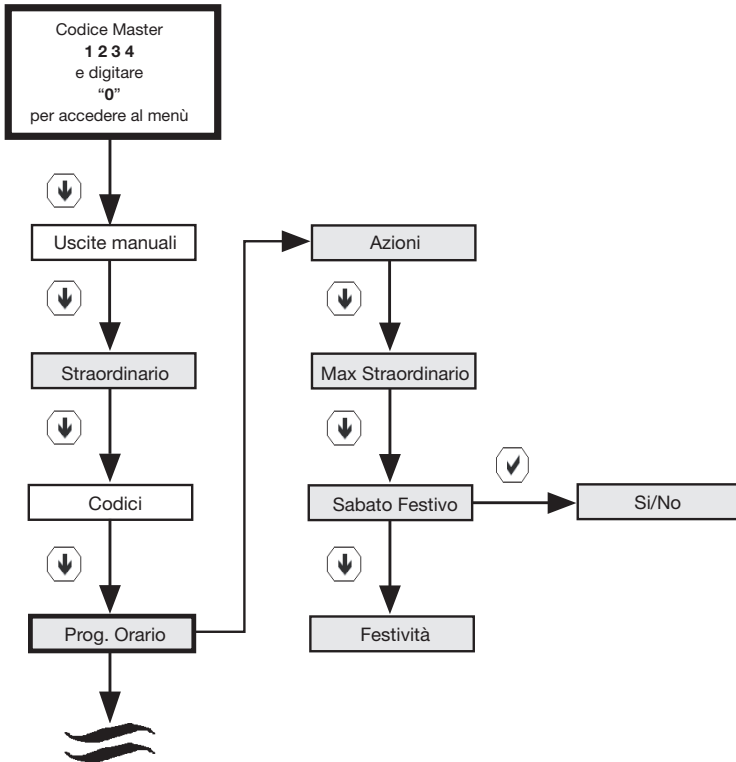 Codice Master
1 2 3 4
e digitare
“0”
per accedere al menù
Uscite manuali
Straordinario
Codici
Prog. Orario
Azioni
Max Straordinario
Sabato Festivo
Si/No
Festività